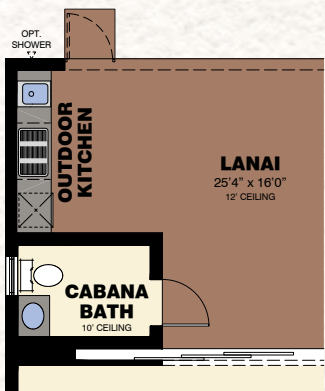 OPT.
SHOWER
OUTDOOR
KITCHEN
LANAI
25'4" x 16'0"
12' CEILING
CABANA
BATH
10' CEILING